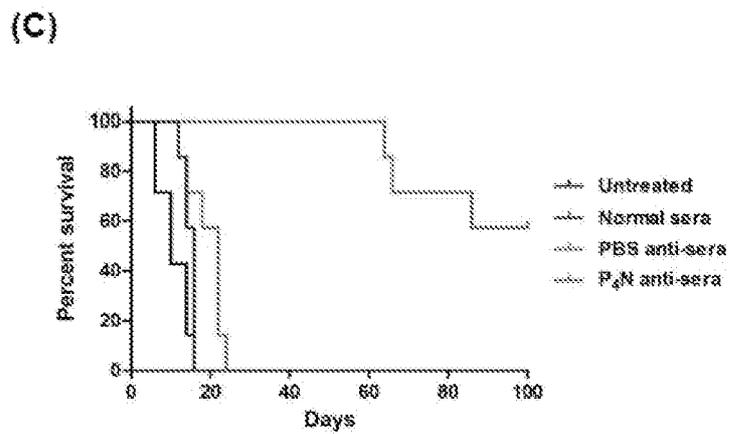 (C)
Percent survival
100
80
60
40
20
0
0 20 40 60 80 100
Days
Untreated
Normal sera
PBS anti-sera
P₄N anti-sera